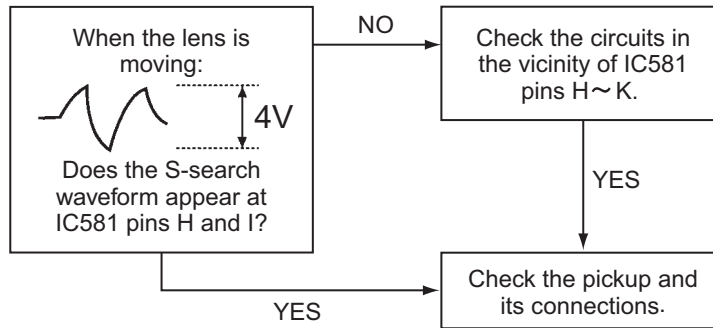 When the lens is
moving:
4V
Does the S-search
waveform appear at
IC581 pins H and I?
NO
Check the circuits in
the vicinity of IC581
pins H～K.
YES
YES
Check the pickup and
its connections.